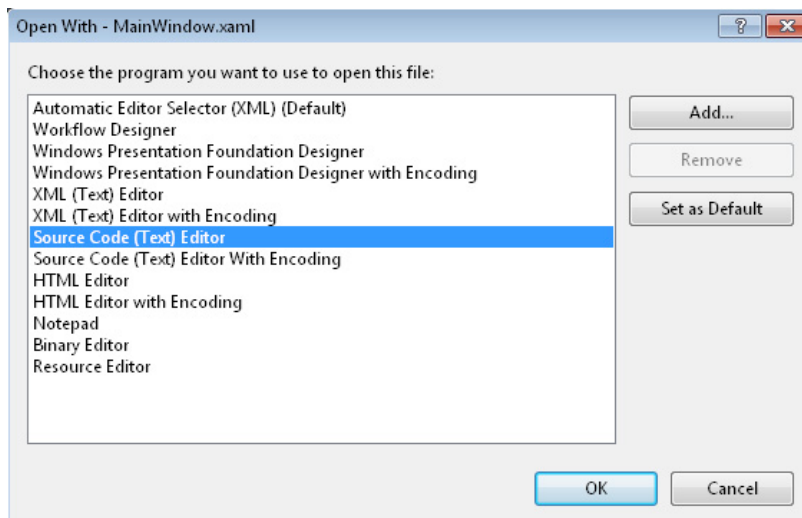 Open With - MainWindow.xaml
Choose the program you want to use to open this file:
Automatic Editor Selector (XML) (Default)
Workflow Designer
Windows Presentation Foundation Designer
Windows Presentation Foundation Designer with Encoding
XML (Text) Editor
XML (Text) Editor with Encoding
Source Code (Text) Editor
Source Code (Text) Editor With Encoding
HTML Editor
HTML Editor with Encoding
Notepad
Binary Editor
Resource Editor
Add...
Remove
Set as Default
OK
Cancel